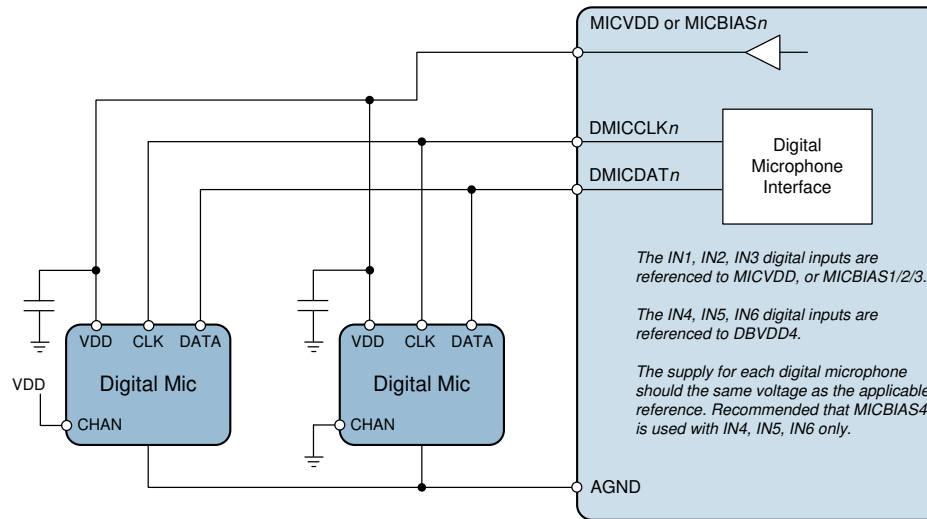 MICVDD or MICBIASn
DMICCLKn
DMICDATn
Digital
Microphone
Interface
The IN1, IN2, IN3 digital inputs are
referenced to MICVDD, or MICBIAS1/2/3.
The IN4, IN5, IN6 digital inputs are
referenced to DBVDD4.
The supply for each digital microphone
should the same voltage as the applicable
reference. Recommended that MICBIAS4
is used with IN4, IN5, IN6 only.
VDD CLK DATA
Digital Mic
VDD
CHAN
VDD CLK DATA
Digital Mic
CHAN
AGND